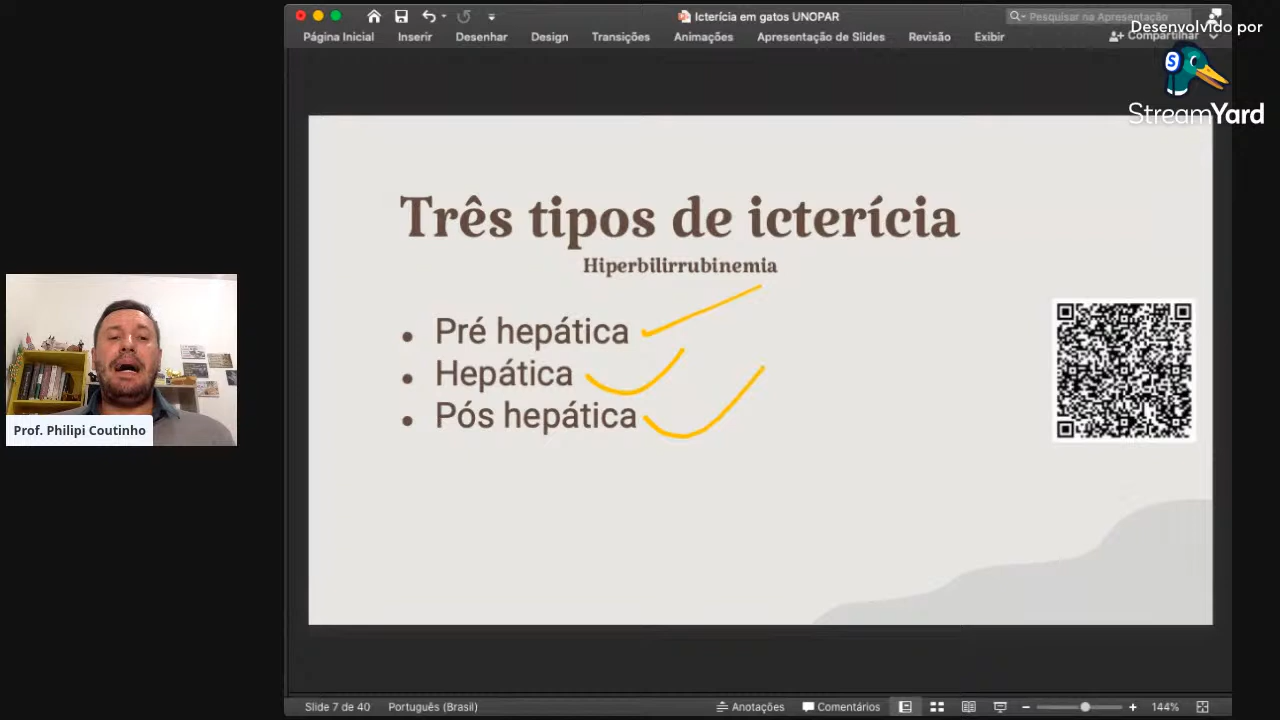 Icterícia em gatos UNOPAR
Pesquisar na Apresentação
Desenvolvido por
Página Inicial
Inserir
Desenhar
Design
Transições
Animações
Apresentação de Slides
Revisão
Exibir
Compartilhar
StreamYard
Três tipos de icterícia
Hiperbilirrubinemia
• Pré hepática
• Hepática
• Pós hepática
Prof. Philipi Coutinho
Slide 7 de 40
Português (Brasil)
Anotações
Comentários
144%